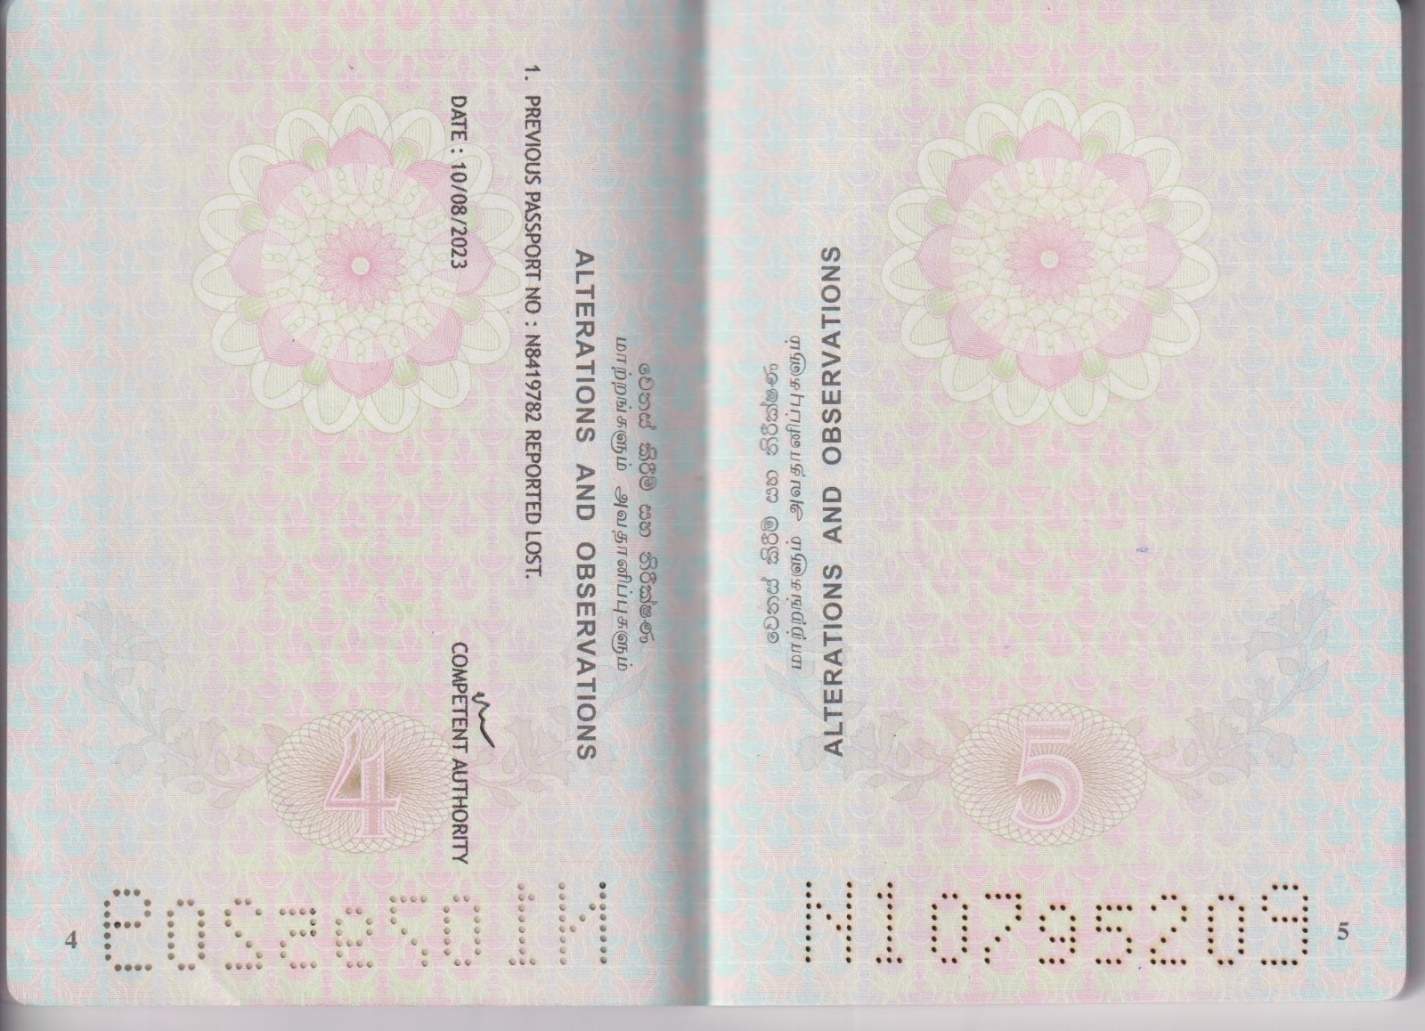 වෙනස් කිරීම් සහ නිරීක්ෂණ
மாற்றங்களும் அவதானிப்புகளும்
ALTERATIONS AND OBSERVATIONS
1. PREVIOUS PASSPORT NO : N8419782 REPORTED LOST.
DATE : 10/08/2023 COMPETENT AUTHORITY
4
N10795209
4
වෙනස් කිරීම් සහ නිරීක්ෂණ
மாற்றங்களும் அவதானிப்புகளும்
ALTERATIONS AND OBSERVATIONS
5
N10795209
5